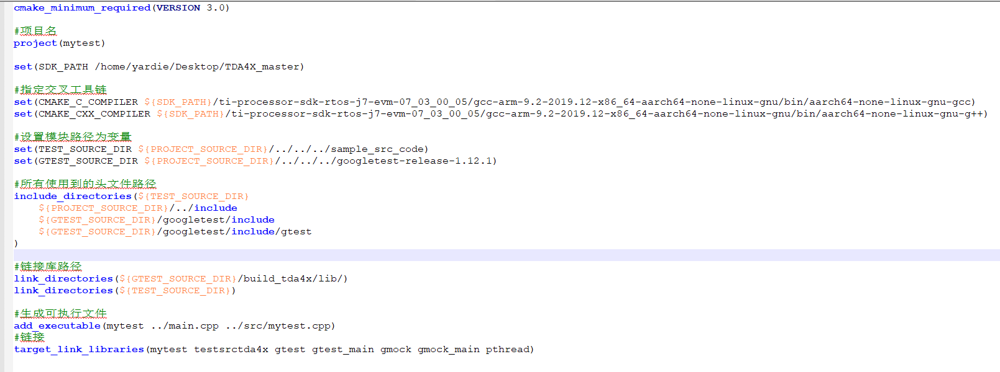 cmake_minimum_required(VERSION 3.0)
#项目名
project(mytest)
set(SDK_PATH /home/yardie/Desktop/TDA4X_master)
#指定交叉工具链
set(CMAKE_C_COMPILER ${SDK_PATH}/ti-processor-sdk-rtos-j7-evm-07_03_00_05/gcc-arm-9.2-2019.12-x86_64-aarch64-none-linux-gnu/bin/aarch64-none-linux-gnu-gcc)
set(CMAKE_CXX_COMPILER ${SDK_PATH}/ti-processor-sdk-rtos-j7-evm-07_03_00_05/gcc-arm-9.2-2019.12-x86_64-aarch64-none-linux-gnu/bin/aarch64-none-linux-gnu-g++)
#设置模块路径为变量
set(TEST_SOURCE_DIR ${PROJECT_SOURCE_DIR}/../../../sample_src_code)
set(GTEST_SOURCE_DIR ${PROJECT_SOURCE_DIR}/../../../googletest-release-1.12.1)
#所有使用到的头文件路径
include_directories(${TEST_SOURCE_DIR}
    ${PROJECT_SOURCE_DIR}/../include
    ${GTEST_SOURCE_DIR}/googletest/include
    ${GTEST_SOURCE_DIR}/googletest/include/gtest
)
#链接库路径
link_directories(${GTEST_SOURCE_DIR}/build_tda4x/lib/)
link_directories(${TEST_SOURCE_DIR})
#生成可执行文件
add_executable(mytest ../main.cpp ../src/mytest.cpp)
#链接
target_link_libraries(mytest testsrctda4x gtest gtest_main gmock gmock_main pthread)